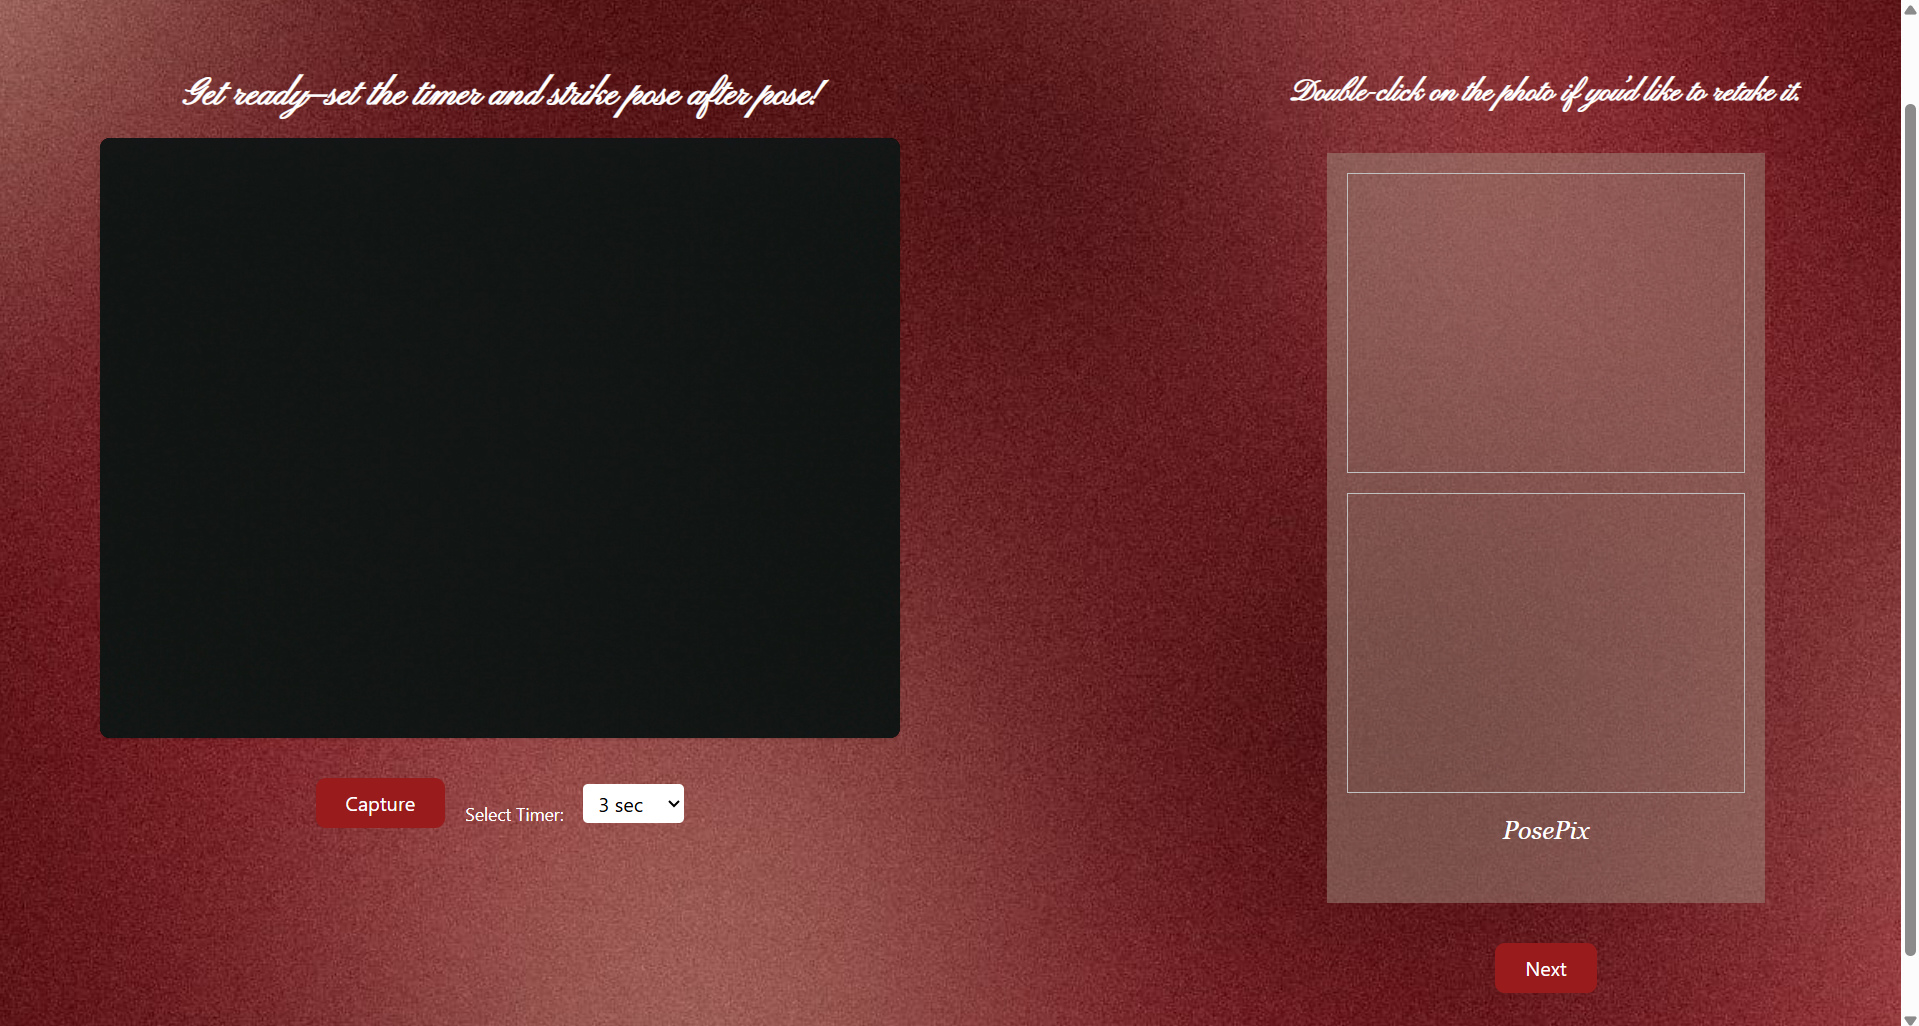 Get ready—set the timer and strike pose after pose!
Double-click on the photo if you'd like to retake it.
Capture
Select Timer:
3 sec
PosePix
Next